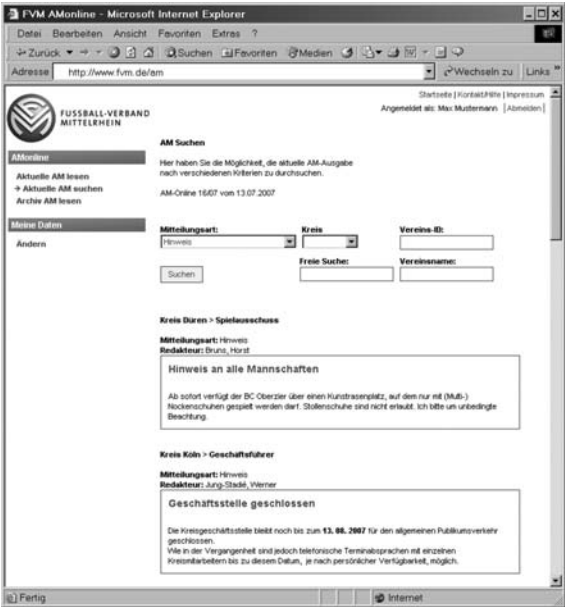 FVM AMonline - Microsoft Internet Explorer
Datei Bearbeiten Ansicht Favoriten Extras ?
Zurück Suchen Favoriten Medien
Adresse http://www.fvm.de/am Wechseln zu Links »
Startseite | Kontakt/Hilfe | Impressum
Angemeldet als: Max Mustermann [Abmelden]
FUSSBALL-VERBAND
MITTELRHEIN
AMonline
Aktuelle AM lesen
→ Aktuelle AM suchen
Archiv AM lesen
Meine Daten
Ändern
AM Suchen
Hier haben Sie die Möglichkeit, die aktuelle AM-Ausgabe
nach verschiedenen Kriterien zu durchsuchen.
AM-Online 16/07 vom 13.07.2007
Mitteilungsart: Kreis Vereins-ID:
Hinweis
Freie Suche: Vereinsname:
Suchen
Kreis Düren > Spielausschuss
Mitteilungsart: Hinweis
Redakteur: Bruns, Horst
Hinweis an alle Mannschaften
Ab sofort verfügt der BC Oberzier über einen Kunstrasenplatz, auf dem nur mit (Multi-)
Nockenschuhen gespielt werden darf. Stollenschuhe sind nicht erlaubt. Ich bitte um unbedingte
Beachtung.
Kreis Köln > Geschäftsführer
Mitteilungsart: Hinweis
Redakteur: Jung-Stadié, Werner
Geschäftsstelle geschlossen
Die Kreisgeschäftsstelle bleibt noch bis zum 13. 08. 2007 für den allgemeinen Publikumsverkehr
geschlossen.
Wie in der Vergangenheit sind jedoch telefonische Terminabsprachen mit einzelnen
Kreismitarbeitern bis zu diesem Datum, je nach persönlicher Verfügbarkeit, möglich.
Fertig Internet